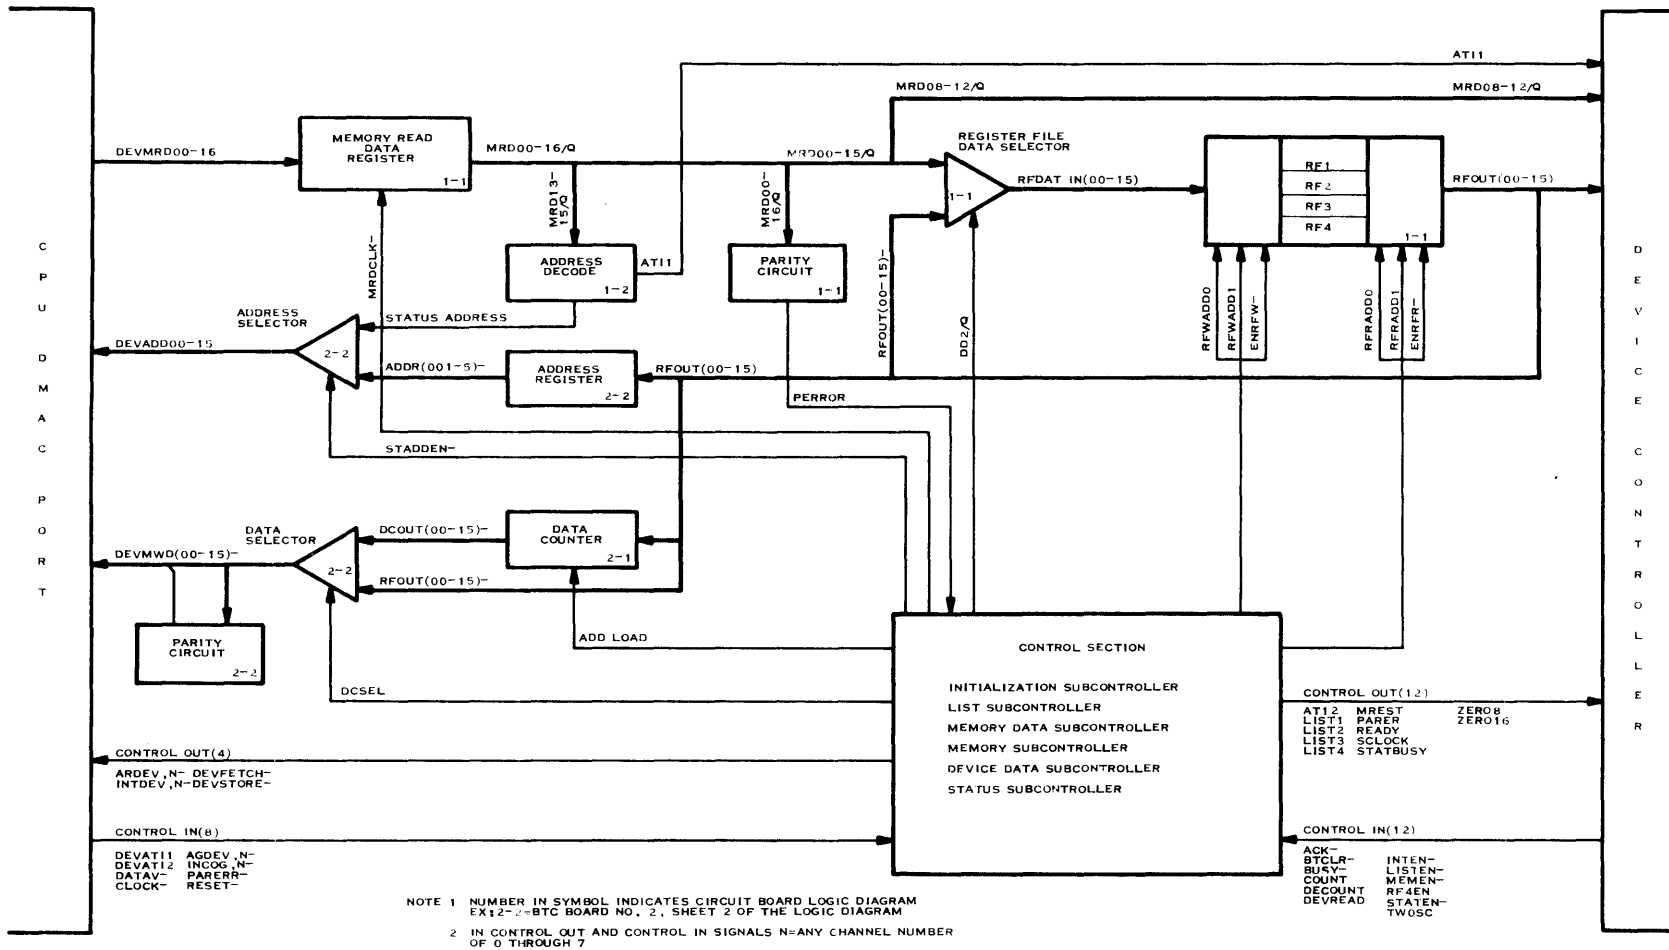 ATI1
ATI1
MRD08-12/Q
MRD08-12/Q
REGISTER FILE
DATA SELECTOR
MEMORY READ
DATA
REGISTER
1-1
DEVMRD00-16
MRD00-16/Q
MRD00-15/Q
1-1
RFDAT IN(00-15)
RF1
RF2
RF3
RF4
1-1
RFOUT(00-15)
MRD13-
15/Q
MRD00-
16/Q
MRDCLK-
ADDRESS
DECODE
1-2
PARITY
CIRCUIT
1-1
RFOUT(00-15)-
DD2/Q
RFWADD0
RFWADD1
ENRFW-
RFRADD0
RFRADD1
ENRFR-
CPU DMAC PORT
DEVICE CONTROLLER
ADDRESS
SELECTOR
STATUS ADDRESS
DEVADD00-15
2-2
ADDR(001-5)-
ADDRESS
REGISTER
2-2
RFOUT(00-15)
PERROR
STADDEN-
DATA
SELECTOR
DCOUT(00-15)-
DATA
COUNTER
2-1
DEVMWD(00-15)-
2-2
RFOUT(00-15)-
PARITY
CIRCUIT
2-2
ADD LOAD
DCSEL
CONTROL SECTION
INITIALIZATION SUBCONTROLLER
LIST SUBCONTROLLER
MEMORY DATA SUBCONTROLLER
MEMORY SUBCONTROLLER
DEVICE DATA SUBCONTROLLER
STATUS SUBCONTROLLER
CONTROL OUT(12)
AT12 MREST ZERO8
LIST1 PARER ZERO16
LIST2 READY
LIST3 SCLOCK
LIST4 STATBUSY
CONTROL OUT(4)
ARDEV,N- DEVFETCH-
INTDEV,N-DEVSTORE-
CONTROL IN(8)
DEVATI1 AGDEV,N-
DEVATI2 INCOG,N-
DATAV- PARERR-
CLOCK- RESET-
CONTROL IN(12)
ACK-
BTCLR- INTEN-
BUSY- LISTEN-
COUNT MEMEN-
DECOUNT RF4EN
DEVREAD STATEN-
TWOSC
NOTE 1 NUMBER IN SYMBOL INDICATES CIRCUIT BOARD LOGIC DIAGRAM
EX:2-2=BTC BOARD NO. 2, SHEET 2 OF THE LOGIC DIAGRAM
2 IN CONTROL OUT AND CONTROL IN SIGNALS N=ANY CHANNEL NUMBER
OF 0 THROUGH 7